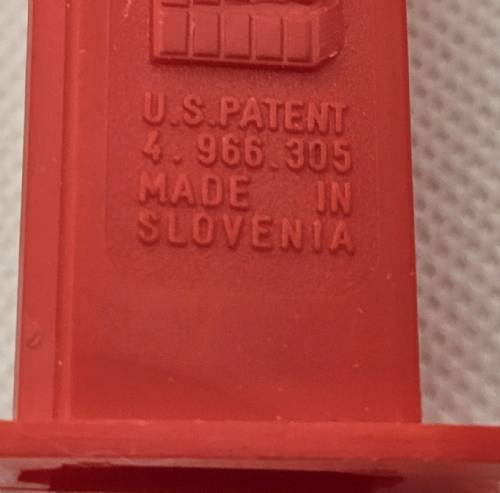 U.S.PATENT
4.966.305
MADE IN
SLOVENIA